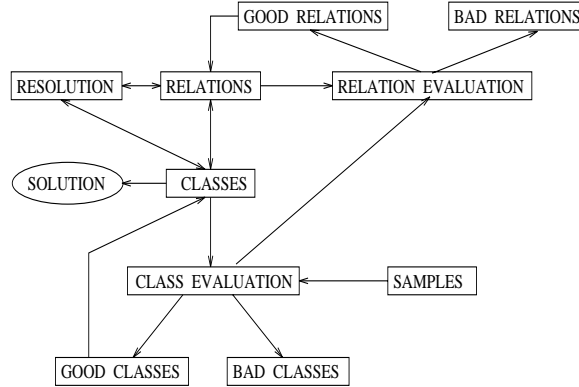 GOOD RELATIONS
BAD RELATIONS
RESOLUTION
RELATIONS
RELATION EVALUATION
SOLUTION
CLASSES
CLASS EVALUATION
SAMPLES
GOOD CLASSES
BAD CLASSES